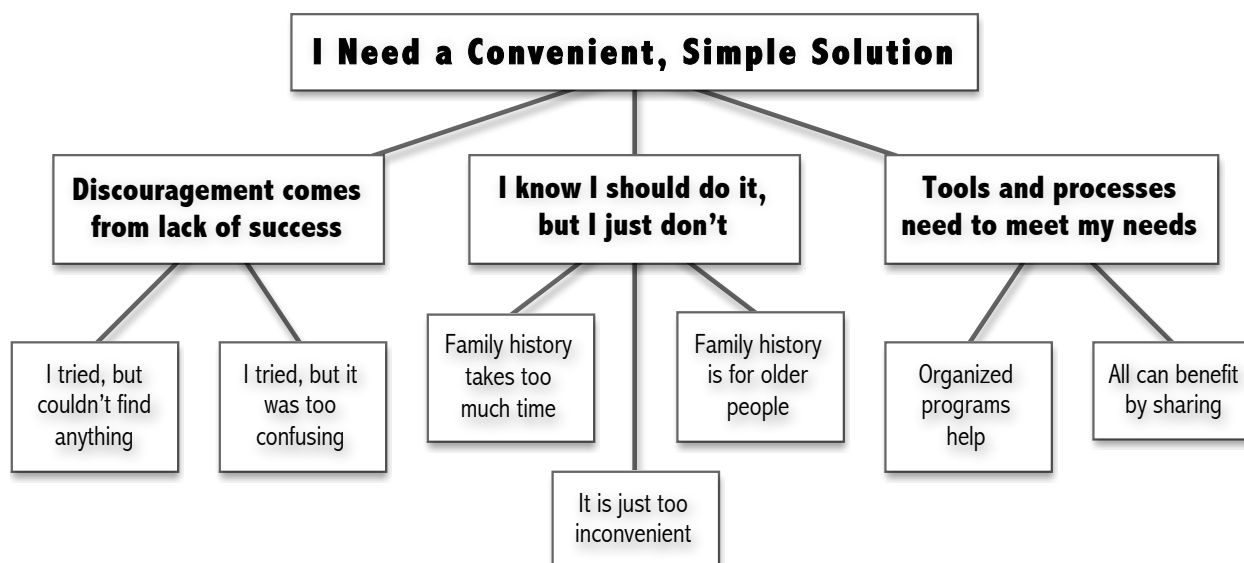 I Need a Convenient, Simple Solution
Discouragement comes
from lack of success
I know I should do it,
but I just don’t
Tools and processes
need to meet my needs
I tried, but
couldn’t find
anything
I tried, but it
was too
confusing
Family history
takes too
much time
It is just too
inconvenient
Family history
is for older
people
Organized
programs
help
All can benefit
by sharing